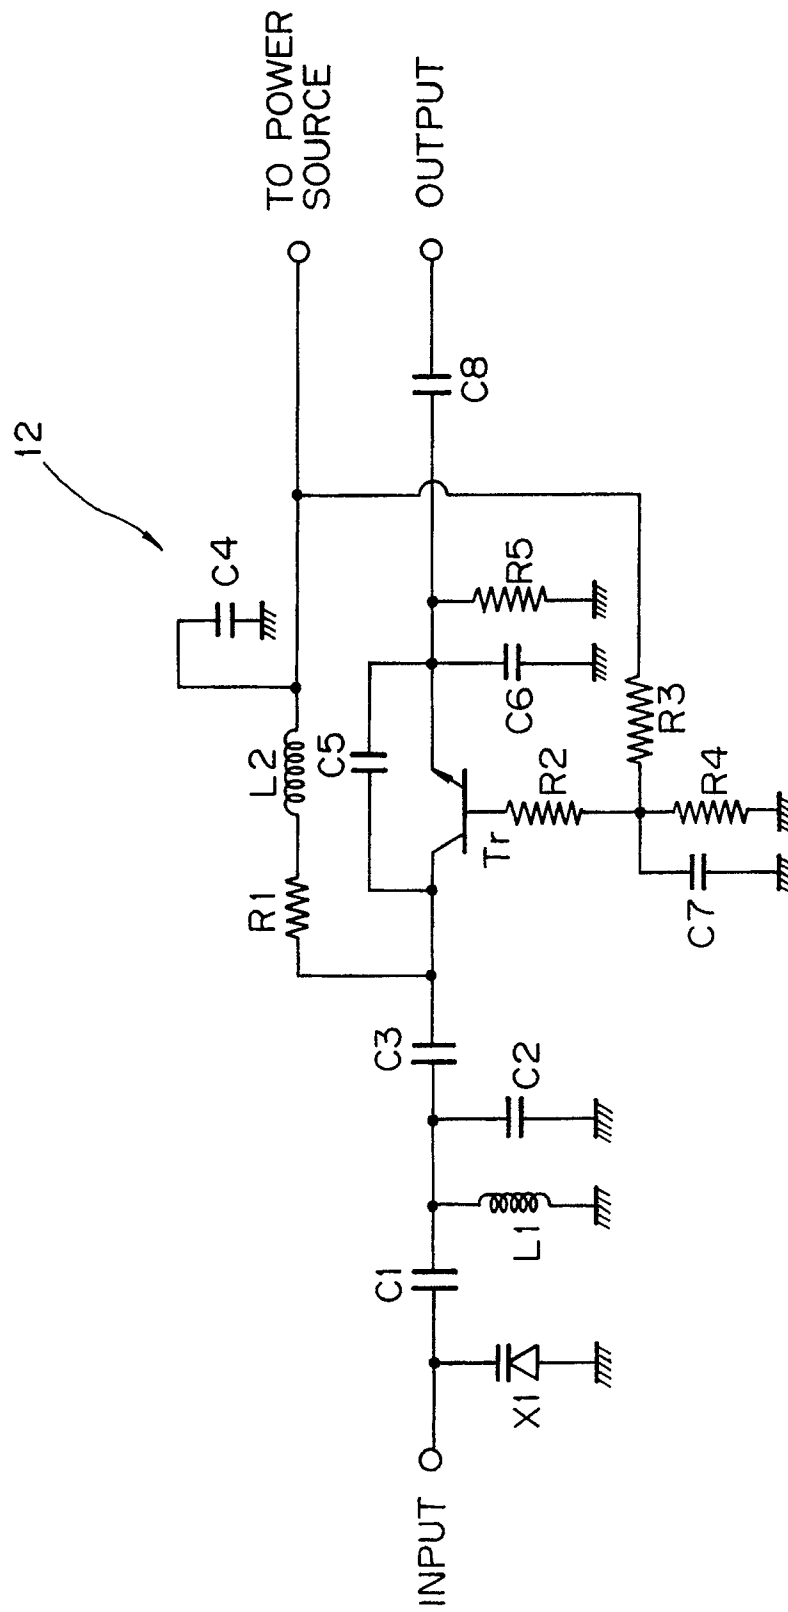 12
TO POWER
SOURCE
C4
L2
R1
C5
OUTPUT
C8
R5
C6
Tr
R2
R3
R4
C7
C3
C2
C1
L1
X1
INPUT